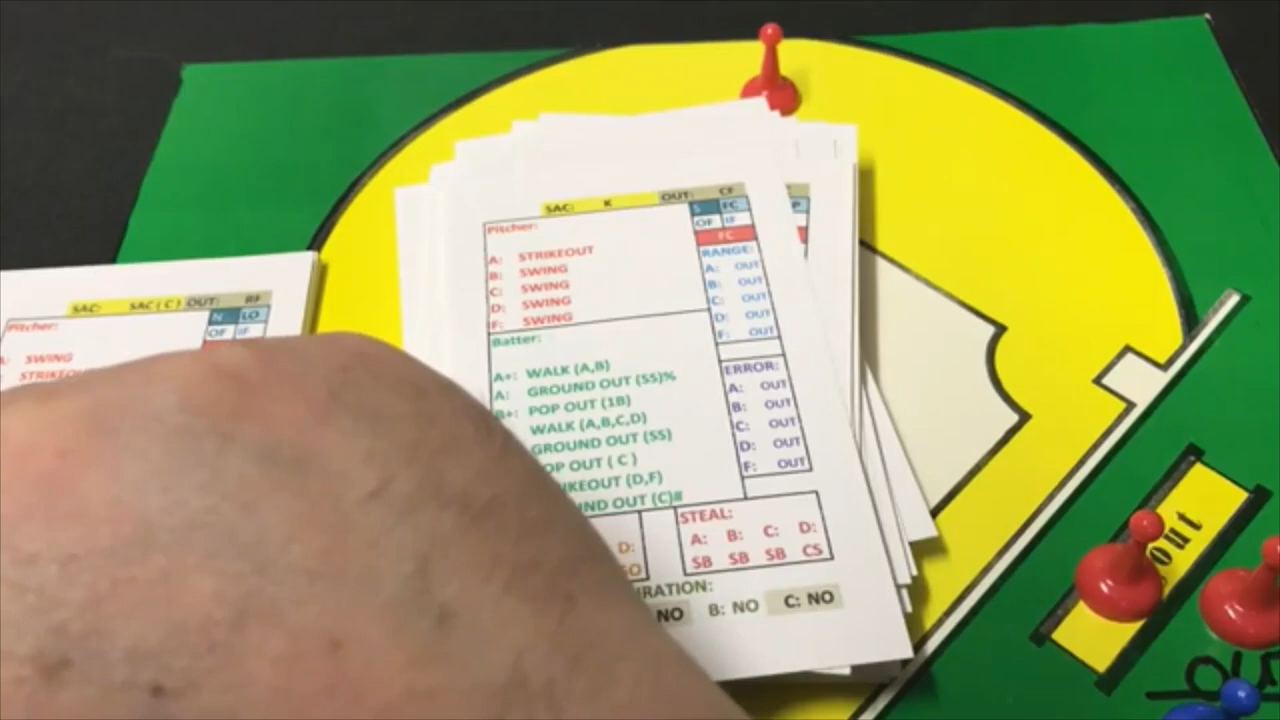 SAC: K OUT: CF
Pitcher:
S FC
OF IF
FC
A: STRIKEOUT
B: SWING
C: SWING
D: SWING
F: SWING
RANGE:
A: OUT
B: OUT
C: OUT
D: OUT
F: OUT
Batter:
A+: WALK (A,B)
A: GROUND OUT (SS)%
B+: POP OUT (1B)
WALK (A,B,C,D)
GROUND OUT (SS)
OP OUT ( C )
IKEOUT (D,F)
ND OUT (C)#
ERROR:
A: OUT
B: OUT
C: OUT
D: OUT
F: OUT
D:
GO
STEAL:
A: B: C: D:
SB SB SB CS
RATION:
NO B: NO C: NO
SAC: SAC ( C ) OUT: RF
Pitcher:
N LO
OF IF
SWING
STRIKEOU
P
out